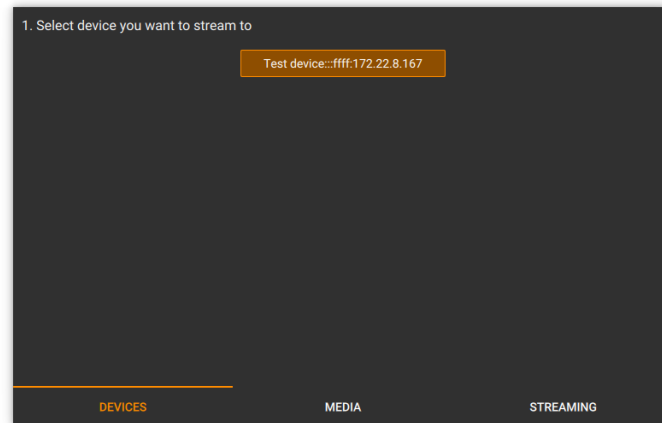 1. Select device you want to stream to
Test device:::ffff:172.22.8.167
DEVICES MEDIA STREAMING